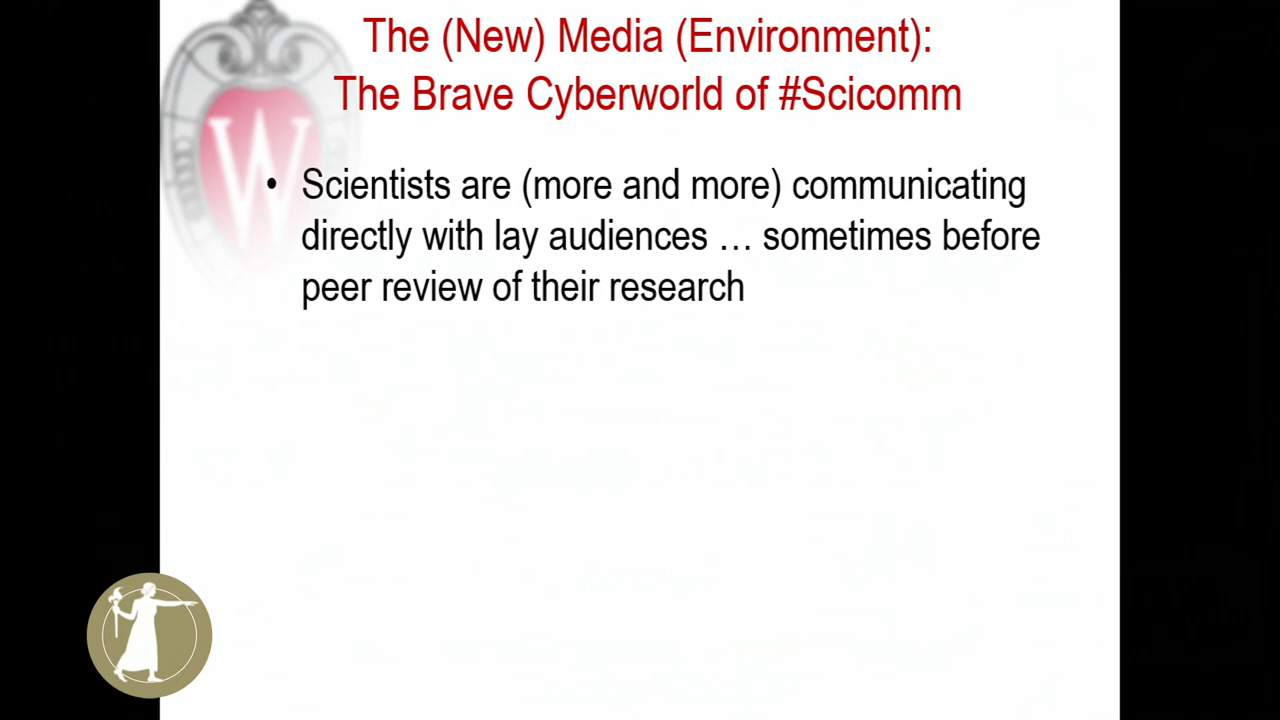 The (New) Media (Environment):
The Brave Cyberworld of #Scicomm
W
• Scientists are (more and more) communicating
directly with lay audiences … sometimes before
peer review of their research